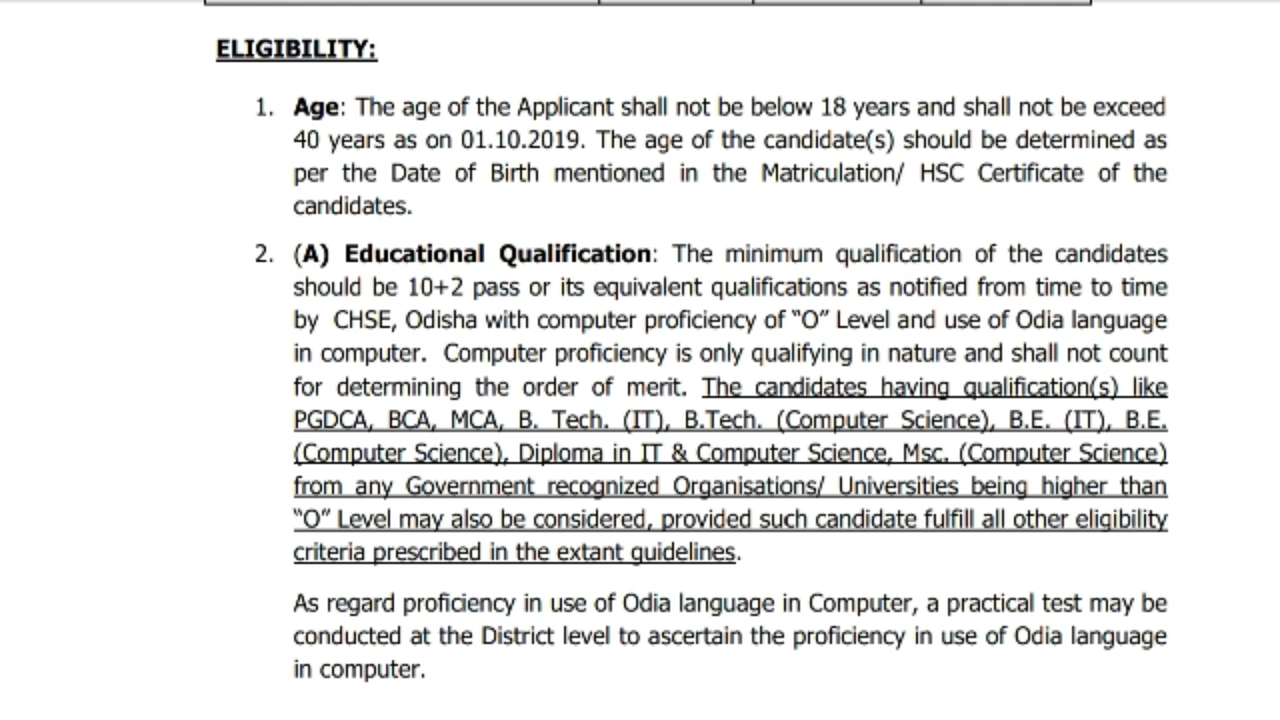 ELIGIBILITY:
1. Age: The age of the Applicant shall not be below 18 years and shall not be exceed
40 years as on 01.10.2019. The age of the candidate(s) should be determined as
per the Date of Birth mentioned in the Matriculation/ HSC Certificate of the
candidates.
2. (A) Educational Qualification: The minimum qualification of the candidates
should be 10+2 pass or its equivalent qualifications as notified from time to time
by CHSE, Odisha with computer proficiency of “O” Level and use of Odia language
in computer. Computer proficiency is only qualifying in nature and shall not count
for determining the order of merit. The candidates having qualification(s) like
PGDCA, BCA, MCA, B. Tech. (IT), B.Tech. (Computer Science), B.E. (IT), B.E.
(Computer Science), Diploma in IT & Computer Science, Msc. (Computer Science)
from any Government recognized Organisations/ Universities being higher than
“O” Level may also be considered, provided such candidate fulfill all other eligibility
criteria prescribed in the extant guidelines.
As regard proficiency in use of Odia language in Computer, a practical test may be
conducted at the District level to ascertain the proficiency in use of Odia language
in computer.